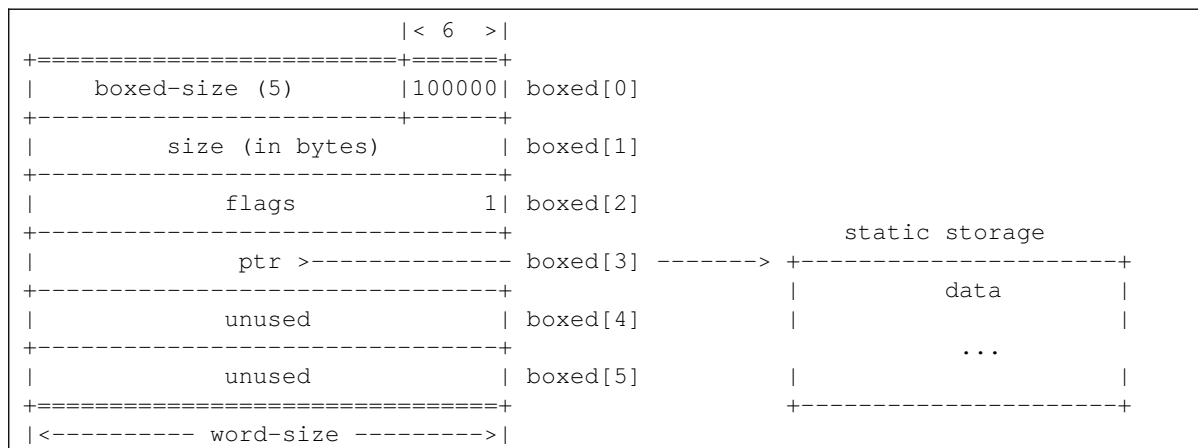 |< 6  >|
+=========================+======+
|    boxed-size (5)       |100000| boxed[0]
+-------------------------+------+
|         size (in bytes)        | boxed[1]
+--------------------------------+
|             flags             1| boxed[2]
+--------------------------------+                       static storage
|              ptr >-------------- boxed[3] -------> +----------------------+
+--------------------------------+                   |          data        |
|             unused             | boxed[4]          |                      |
+--------------------------------+                               ...
|             unused             | boxed[5]          |                      |
+================================+                   +----------------------+
|<---------- word-size --------->|